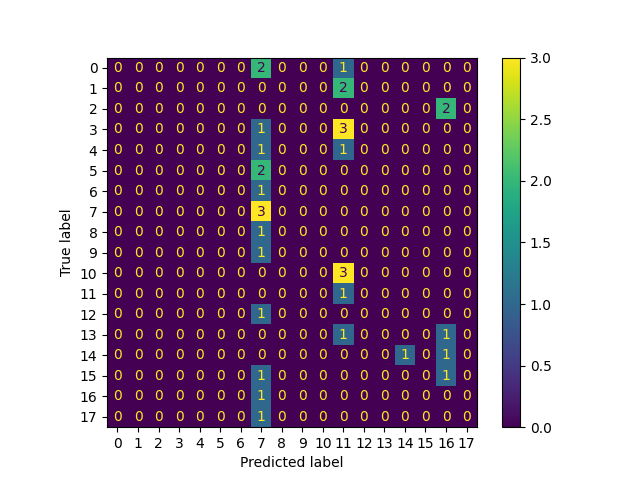 0 0 0 0 0 0 0 0 2 0 0 0 1 0 0 0 0 0 0
1 0 0 0 0 0 0 0 0 0 0 0 2 0 0 0 0 0 0
2 0 0 0 0 0 0 0 0 0 0 0 0 0 0 0 0 2 0
3 0 0 0 0 0 0 0 1 0 0 0 3 0 0 0 0 0 0
4 0 0 0 0 0 0 0 1 0 0 0 1 0 0 0 0 0 0
5 0 0 0 0 0 0 0 2 0 0 0 0 0 0 0 0 0 0
6 0 0 0 0 0 0 0 1 0 0 0 0 0 0 0 0 0 0
7 0 0 0 0 0 0 0 3 0 0 0 0 0 0 0 0 0 0
8 0 0 0 0 0 0 0 1 0 0 0 0 0 0 0 0 0 0
9 0 0 0 0 0 0 0 1 0 0 0 0 0 0 0 0 0 0
10 0 0 0 0 0 0 0 0 0 0 0 3 0 0 0 0 0 0
11 0 0 0 0 0 0 0 0 0 0 0 1 0 0 0 0 0 0
12 0 0 0 0 0 0 0 1 0 0 0 0 0 0 0 0 0 0
13 0 0 0 0 0 0 0 0 0 0 0 1 0 0 0 0 1 0
14 0 0 0 0 0 0 0 0 0 0 0 0 0 0 1 0 1 0
15 0 0 0 0 0 0 0 1 0 0 0 0 0 0 0 0 1 0
16 0 0 0 0 0 0 0 1 0 0 0 0 0 0 0 0 0 0
17 0 0 0 0 0 0 0 1 0 0 0 0 0 0 0 0 0 0
0 1 2 3 4 5 6 7 8 9 10 11 12 13 14 15 16 17
Predicted label
True label
3.0
2.5
2.0
1.5
1.0
0.5
0.0